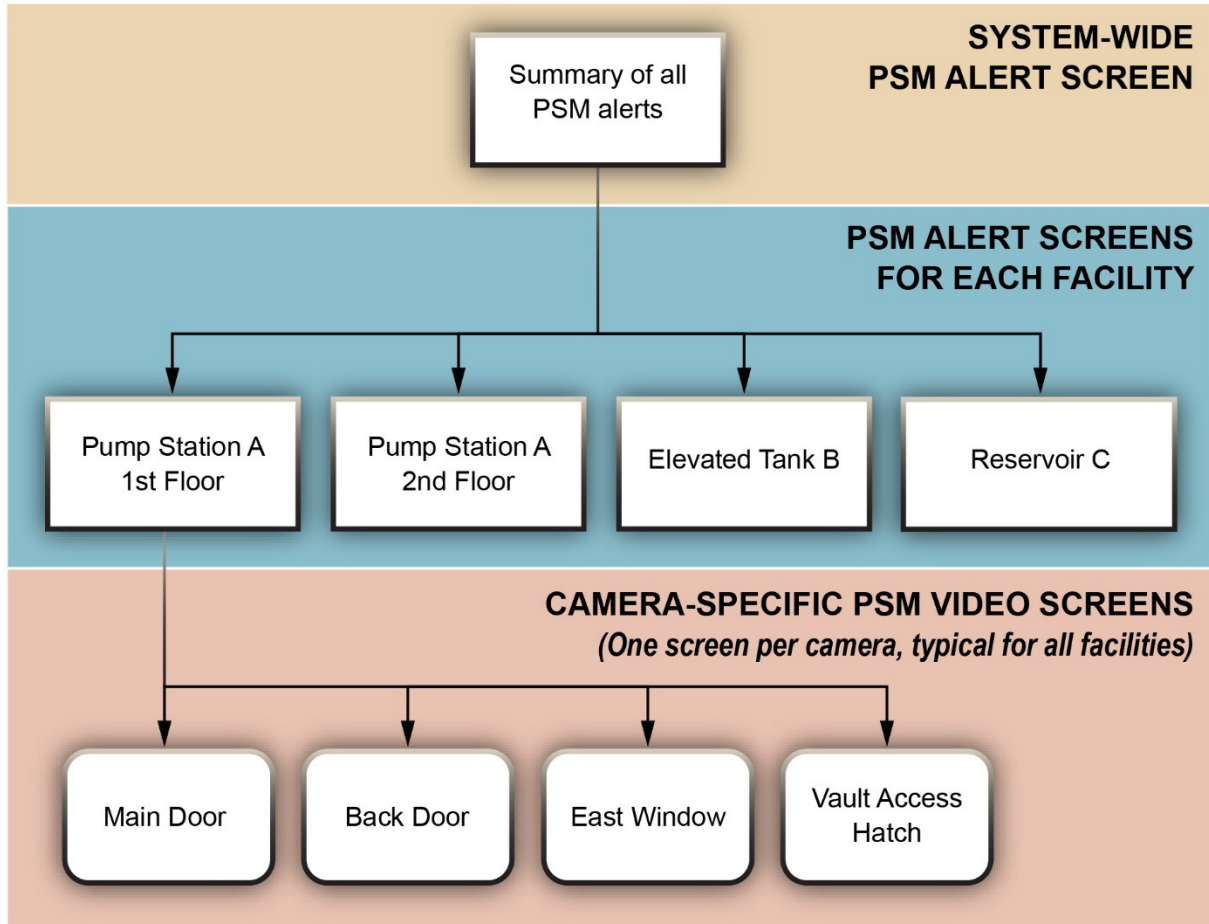 SYSTEM-WIDE
PSM ALERT SCREEN
Summary of all
PSM alerts
PSM ALERT SCREENS
FOR EACH FACILITY
Pump Station A
1st Floor
Pump Station A
2nd Floor
Elevated Tank B
Reservoir C
CAMERA-SPECIFIC PSM VIDEO SCREENS
(One screen per camera, typical for all facilities)
Main Door
Back Door
East Window
Vault Access
Hatch